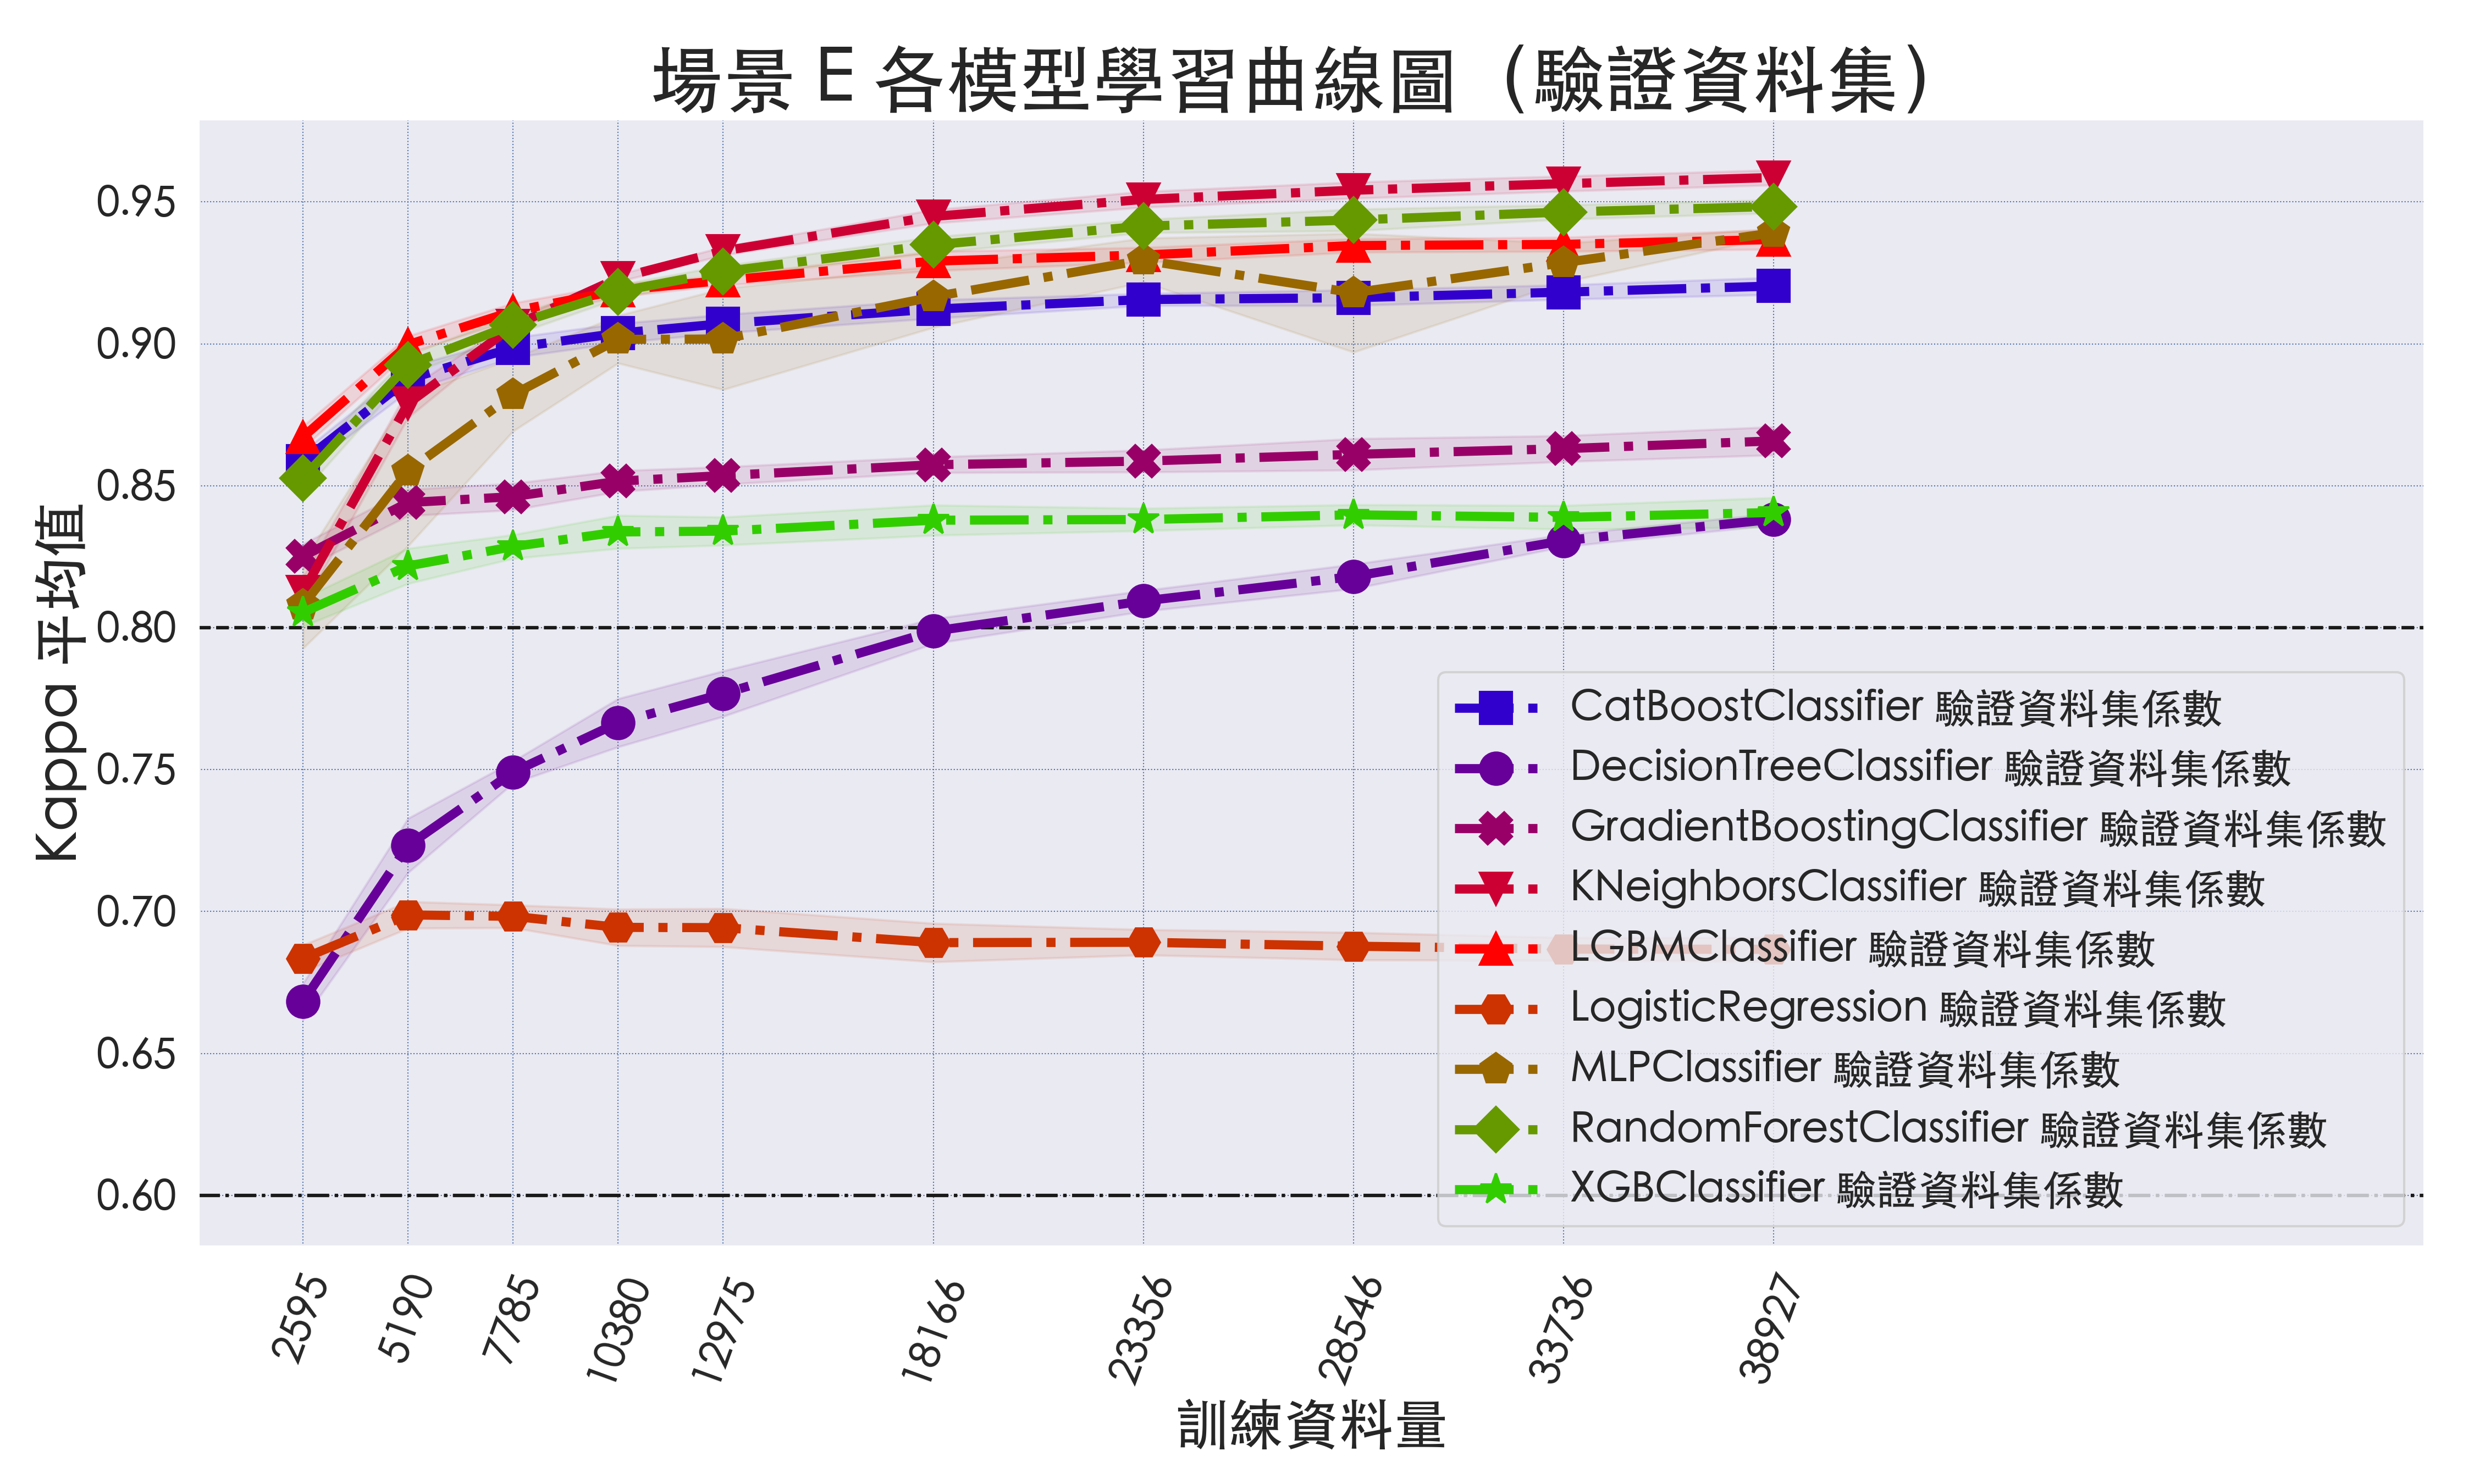 場景 E 各模型學習曲線圖（驗證資料集）
Kappa 平均值
0.95
0.90
0.85
0.80
0.75
0.70
0.65
0.60
CatBoostClassifier 驗證資料集係數
DecisionTreeClassifier 驗證資料集係數
GradientBoostingClassifier 驗證資料集係數
KNeighborsClassifier 驗證資料集係數
LGBMClassifier 驗證資料集係數
LogisticRegression 驗證資料集係數
MLPClassifier 驗證資料集係數
RandomForestClassifier 驗證資料集係數
XGBClassifier 驗證資料集係數
2595
5190
7785
10380
12975
18166
23356
28546
33736
38927
訓練資料量